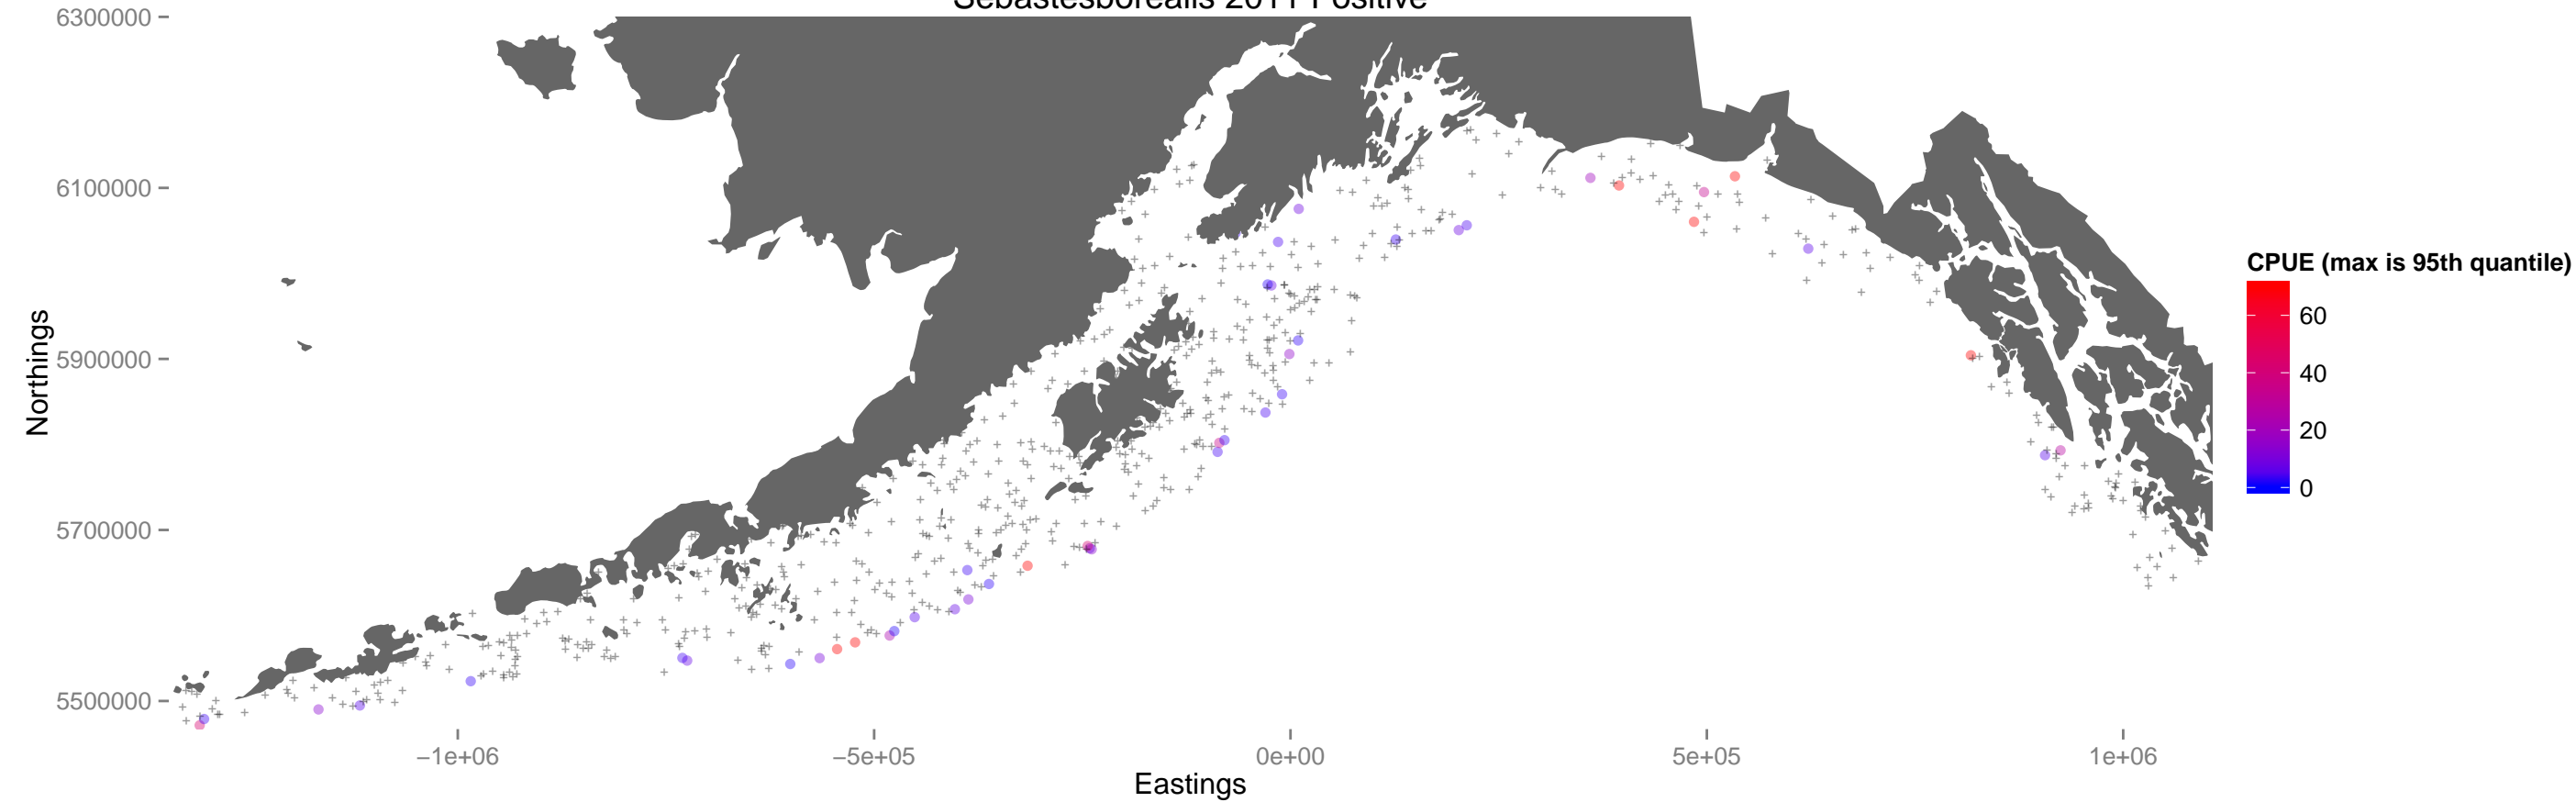 Sebastesborealis 2011 Positive
6300000
6100000
5900000
5700000
5500000
Northings
−1e+06
−5e+05
0e+00
5e+05
1e+06
Eastings
CPUE (max is 95th quantile)
60
40
20
0